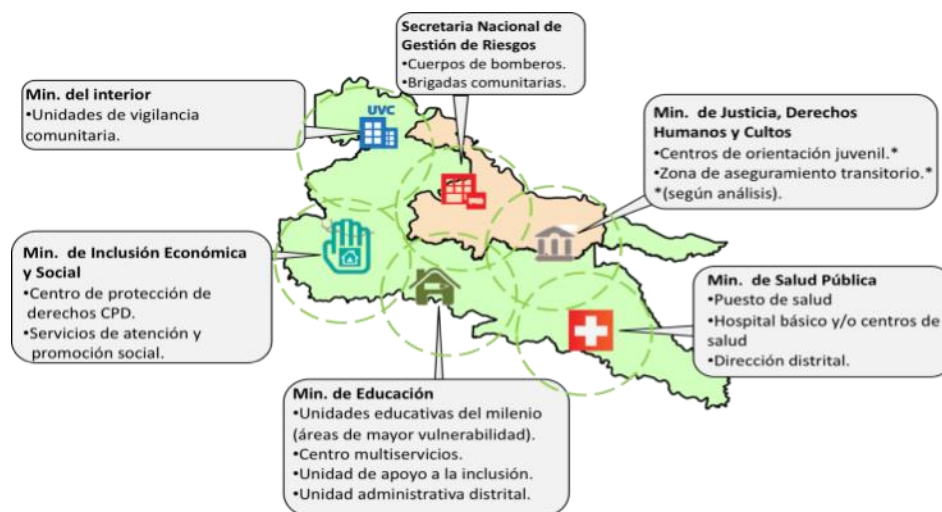 Secretaria Nacional de
Gestión de Riesgos
•Cuerpos de bomberos.
•Brigadas comunitarias.
Min. del interior
•Unidades de vigilancia
comunitaria.
UVC
Min. de Justicia, Derechos
Humanos y Cultos
•Centros de orientación juvenil.*
•Zona de aseguramiento transitorio.*
*(según análisis).
Min. de Inclusión Económica
y Social
•Centro de protección de
derechos CPD.
•Servicios de atención y
promoción social.
Min. de Salud Pública
•Puesto de salud
•Hospital básico y/o centros de
salud
•Dirección distrital.
Min. de Educación
•Unidades educativas del milenio
(áreas de mayor vulnerabilidad).
•Centro multiservicios.
•Unidad de apoyo a la inclusión.
•Unidad administrativa distrital.